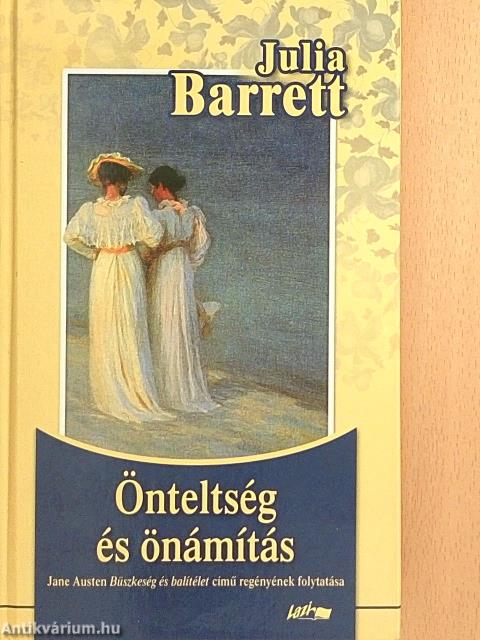 Julia
Barrett
Önteltség
és önámítás
Jane Austen Büszkeség és balítélet című regényének folytatása
Lazi
Antikvárium.hu